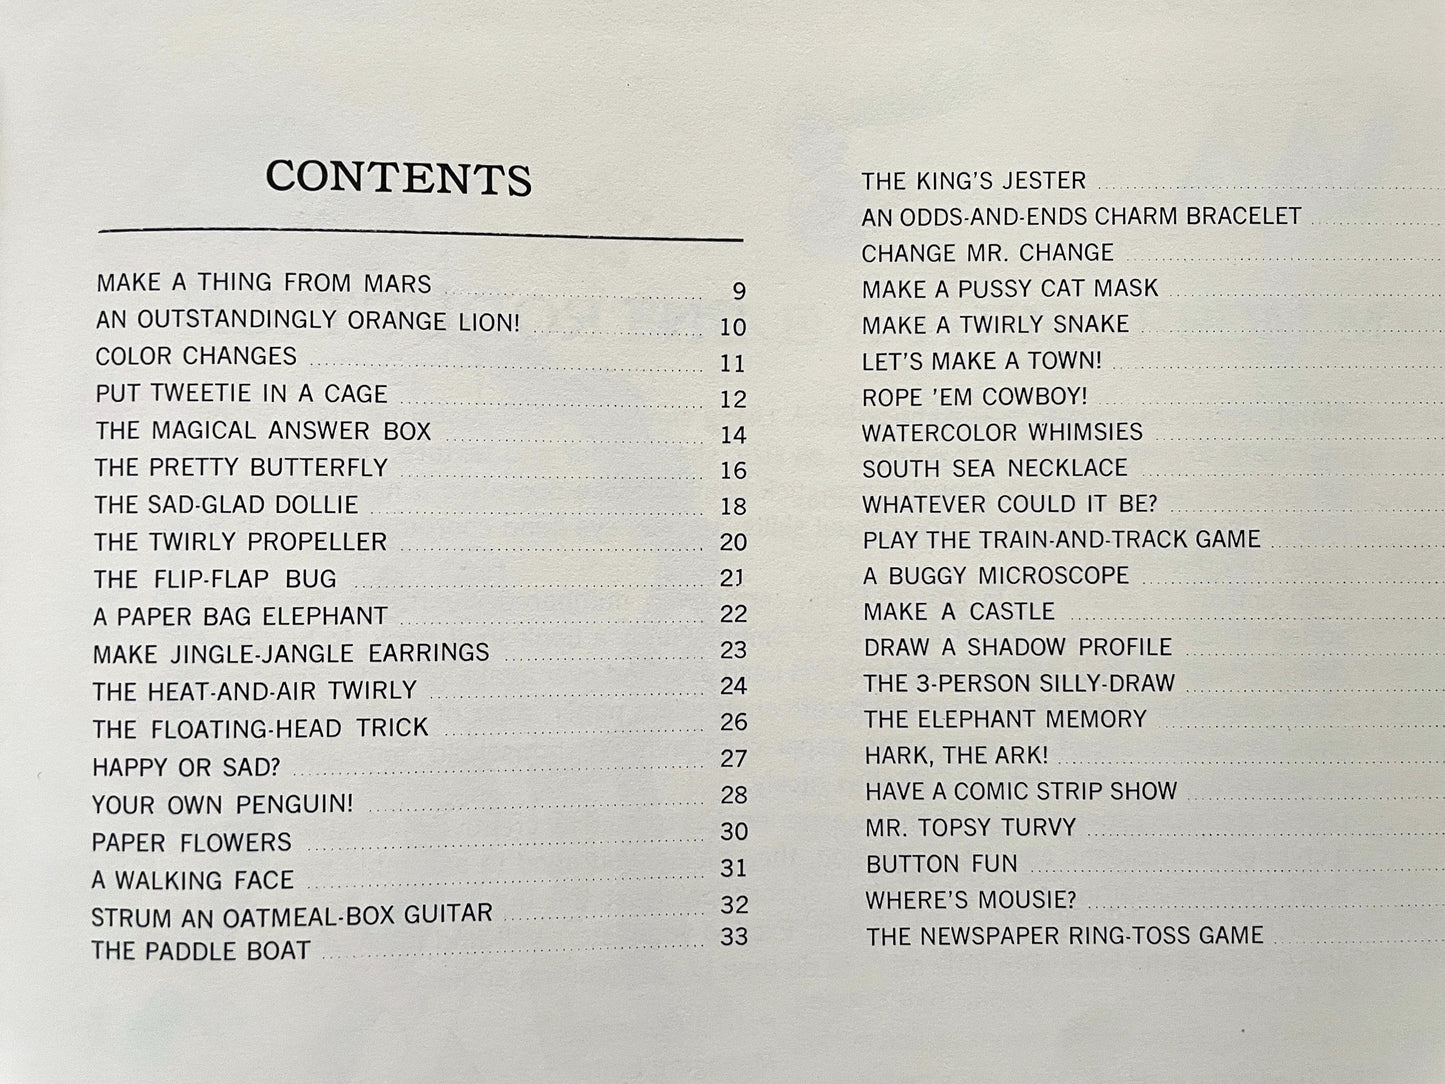 CONTENTS
MAKE A THING FROM MARS 9
AN OUTSTANDINGLY ORANGE LION! 10
COLOR CHANGES 11
PUT TWEETIE IN A CAGE 12
THE MAGICAL ANSWER BOX 14
THE PRETTY BUTTERFLY 16
THE SAD-GLAD DOLLIE 18
THE TWIRLY PROPELLER 20
THE FLIP-FLAP BUG 21
A PAPER BAG ELEPHANT 22
MAKE JINGLE-JANGLE EARRINGS 23
THE HEAT-AND-AIR TWIRLY 24
THE FLOATING-HEAD TRICK 26
HAPPY OR SAD? 27
YOUR OWN PENGUIN! 28
PAPER FLOWERS 30
A WALKING FACE 31
STRUM AN OATMEAL-BOX GUITAR 32
THE PADDLE BOAT 33
THE KING'S JESTER
AN ODDS-AND-ENDS CHARM BRACELET
CHANGE MR. CHANGE
MAKE A PUSSY CAT MASK
MAKE A TWIRLY SNAKE
LET'S MAKE A TOWN!
ROPE 'EM COWBOY!
WATERCOLOR WHIMSIES
SOUTH SEA NECKLACE
WHATEVER COULD IT BE?
PLAY THE TRAIN-AND-TRACK GAME
A BUGGY MICROSCOPE
MAKE A CASTLE
DRAW A SHADOW PROFILE
THE 3-PERSON SILLY-DRAW
THE ELEPHANT MEMORY
HARK, THE ARK!
HAVE A COMIC STRIP SHOW
MR. TOPSY TURVY
BUTTON FUN
WHERE'S MOUSIE?
THE NEWSPAPER RING-TOSS GAME